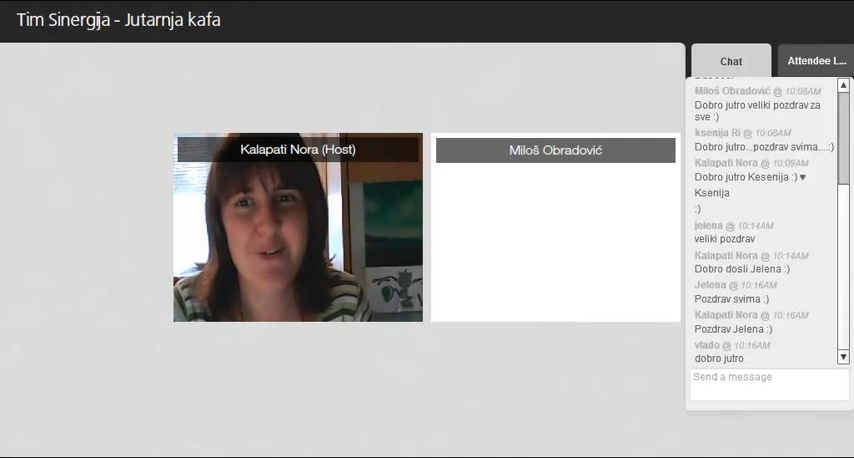 Tim Sinergija - Jutarnja kafa
Kalapati Nora (Host)
Miloš Obradović
Chat
Attendee L...
Miloš Obradović @ 10:08AM
Dobro jutro veliki pozdrav za
sve :)
ksenija Ri @ 10:08AM
Dobro jutro...pozdrav svima....:)
Kalapati Nora @ 10:09AM
Dobro jutro Kesenija :) ♥
Ksenija
:)
jelena @ 10:14AM
veliki pozdrav
Kalapati Nora @ 10:14AM
Dobro dosli Jelena :)
Jelena @ 10:16AM
Pozdrav svima :)
Kalapati Nora @ 10:16AM
Pozdrav Jelena :)
vlado @ 10:16AM
dobro jutro
Send a message